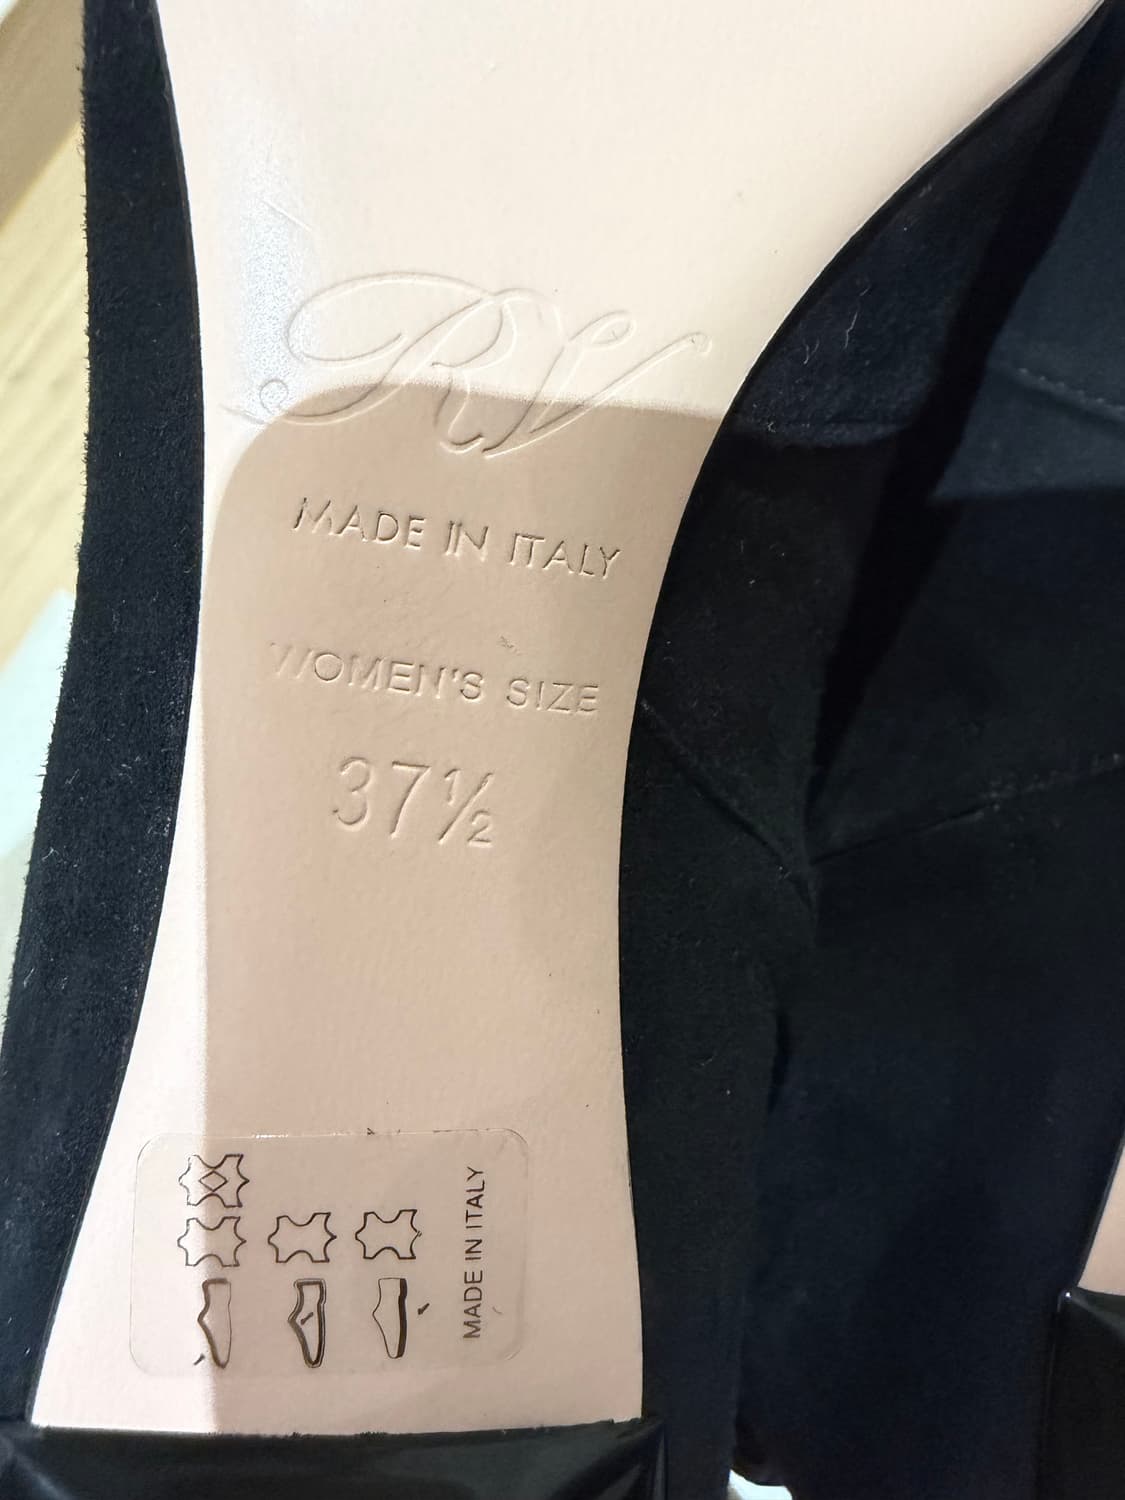 RV
MADE IN ITALY
WOMEN'S SIZE
37½
MADE IN ITALY